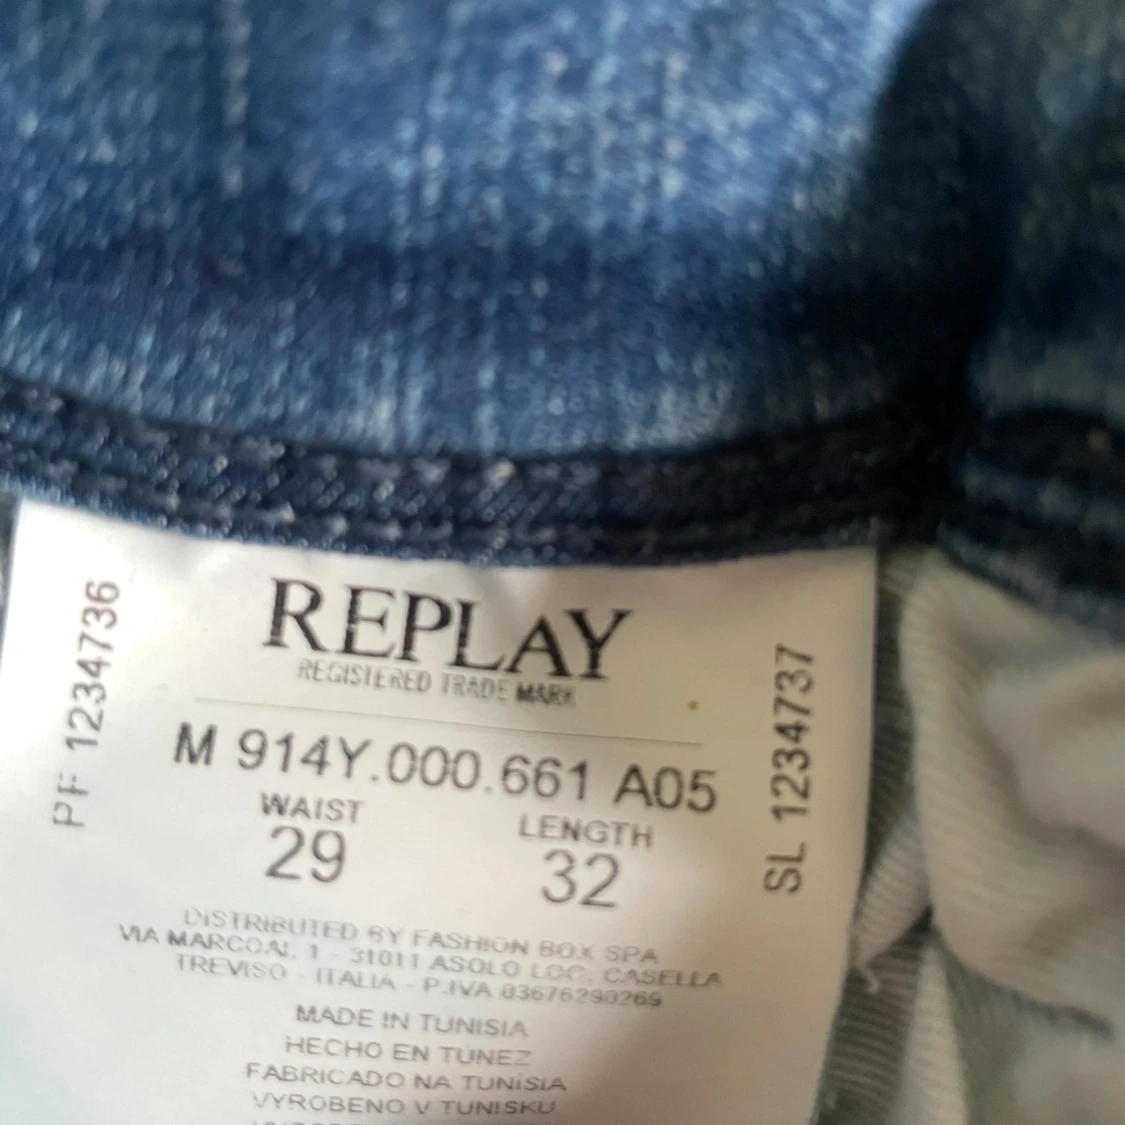 REPLAY
REGISTERED TRADE MARK
PF 1234736
SL 1234737
M 914Y.000.661 A05
WAIST
29
LENGTH
32
DISTRIBUTED BY FASHION BOX SPA
VIA MARCONI, 1 - 31011 ASOLO LOC. CASELLA
TREVISO - ITALIA - P.IVA 03676290269
MADE IN TUNISIA
HECHO EN TUNEZ
FABRICADO NA TUNÍSIA
VYROBENO V TUNISKU